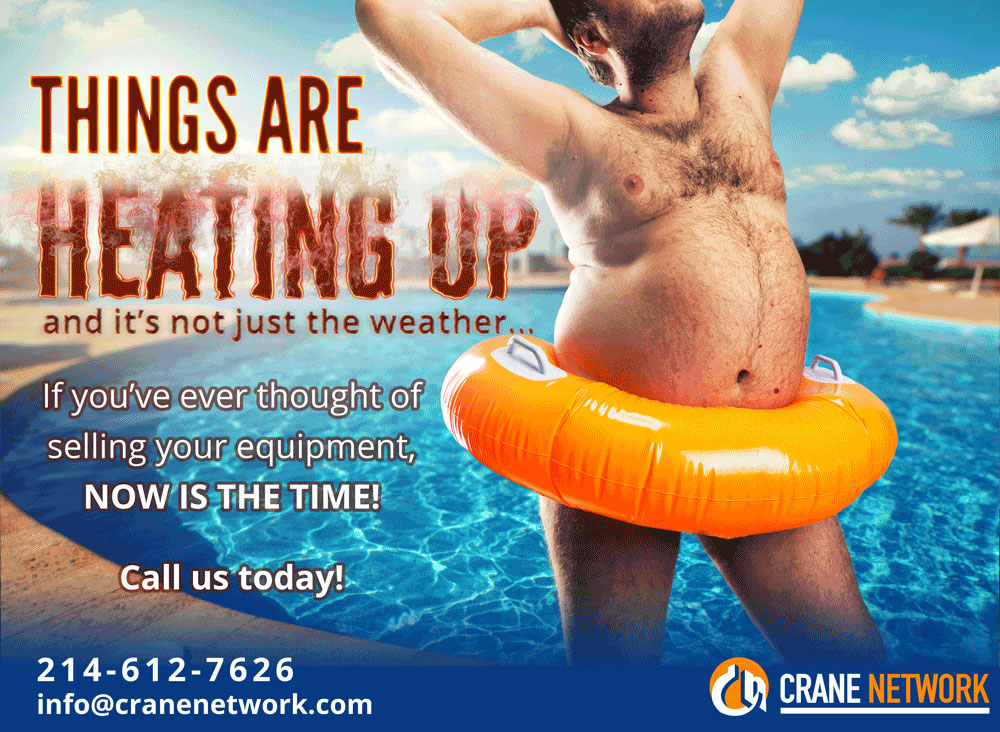 THINGS ARE
HEATING UP
and it's not just the weather...
If you've ever thought of
selling your equipment,
NOW IS THE TIME!
Call us today!
214-612-7626
info@cranenetwork.com
CRANE NETWORK